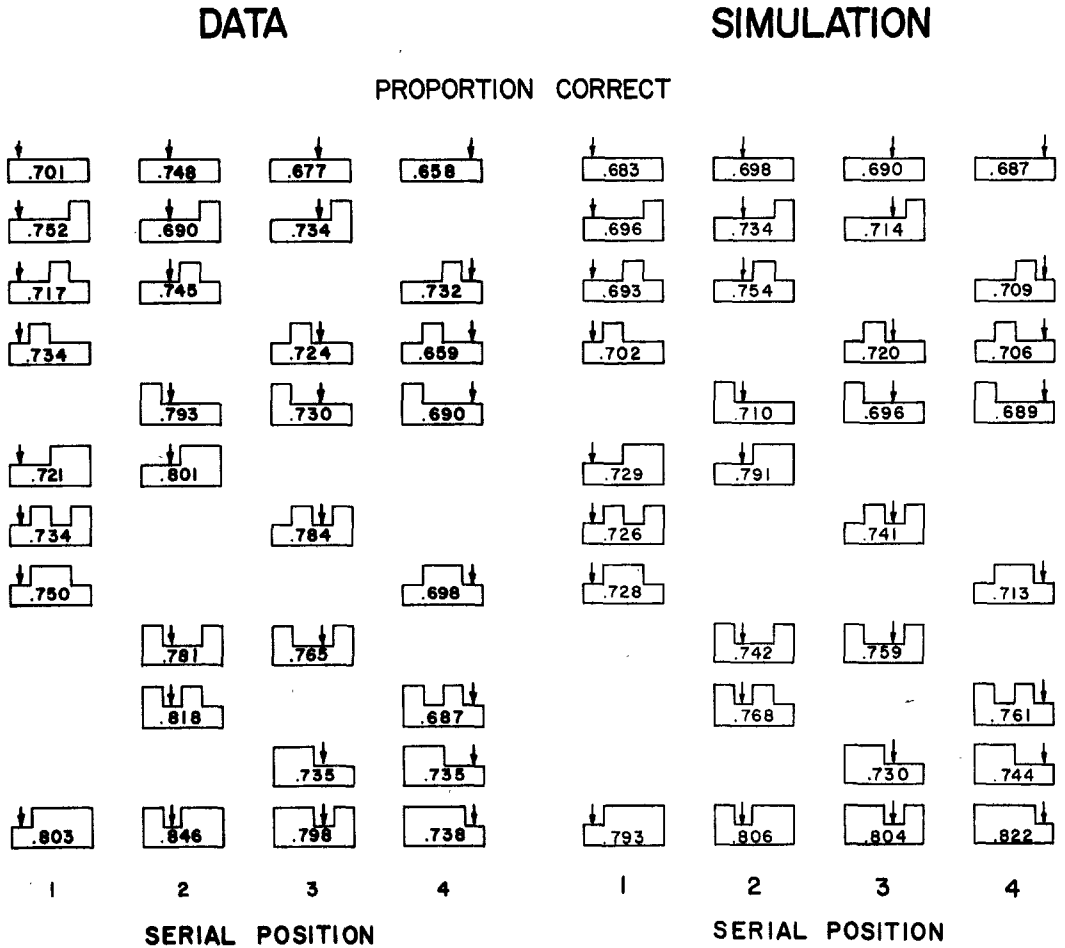 DATA SIMULATION
PROPORTION CORRECT
.701 .748 .677 .658 .683 .698 .690 .687
.752 .690 .734 .696 .734 .714
.717 .745 .732 .693 .754 .709
.734 .724 .659 .702 .720 .706
.793 .730 .690 .710 .696 .689
.721 .801 .729 .791
.734 .784 .726 .741
.750 .698 .728 .713
.781 .765 .742 .759
.818 .687 .768 .761
.735 .735 .730 .744
.803 .846 .798 .738 .793 .806 .804 .822
1 2 3 4 1 2 3 4
SERIAL POSITION SERIAL POSITION